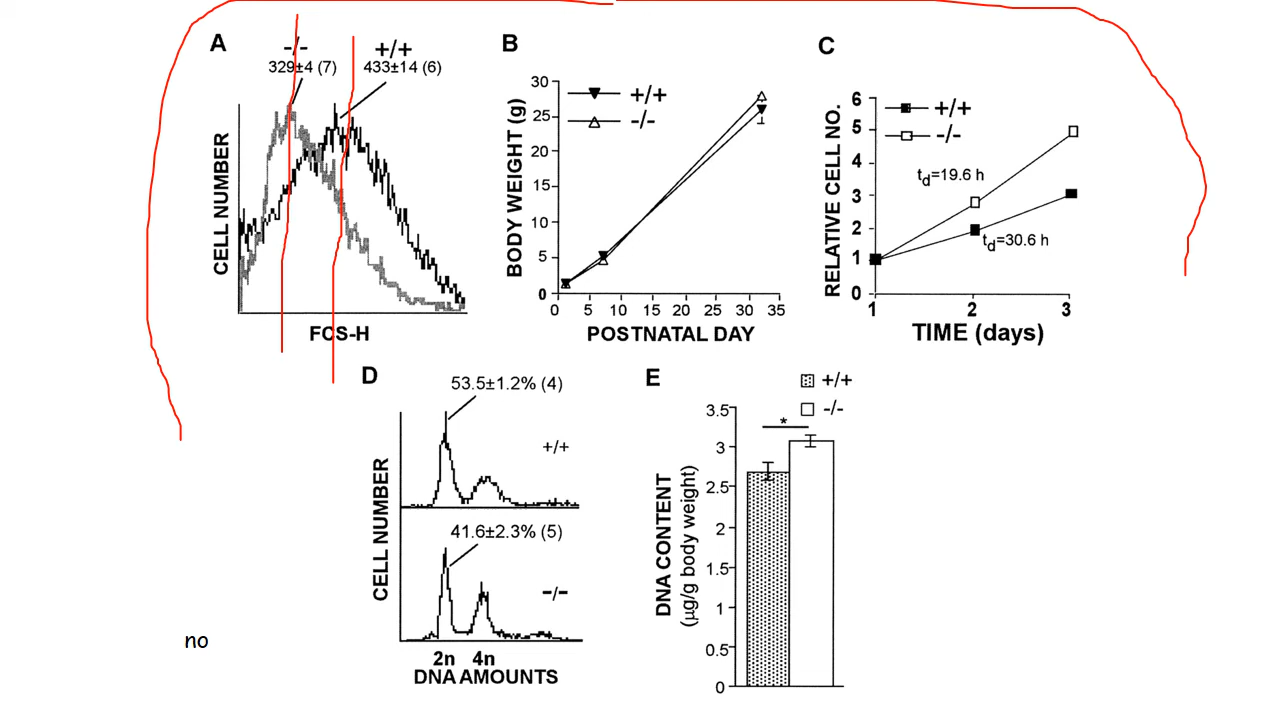 A
-/-
+/+
329±4 (7)
433±14 (6)
CELL NUMBER
FCS-H
B
30
25
20
15
10
5
0
+/+
-/-
BODY WEIGHT (g)
0 5 10 15 20 25 30 35
POSTNATAL DAY
C
6
5
4
3
2
1
0
+/+
-/-
RELATIVE CELL NO.
td=19.6 h
td=30.6 h
1 2 3
TIME (days)
D
53.5±1.2% (4)
+/+
41.6±2.3% (5)
-/-
CELL NUMBER
2n 4n
DNA AMOUNTS
E
+/+
-/-
3.5
3
2.5
2
1.5
1
0.5
0
*
DNA CONTENT
(µg/g body weight)
no